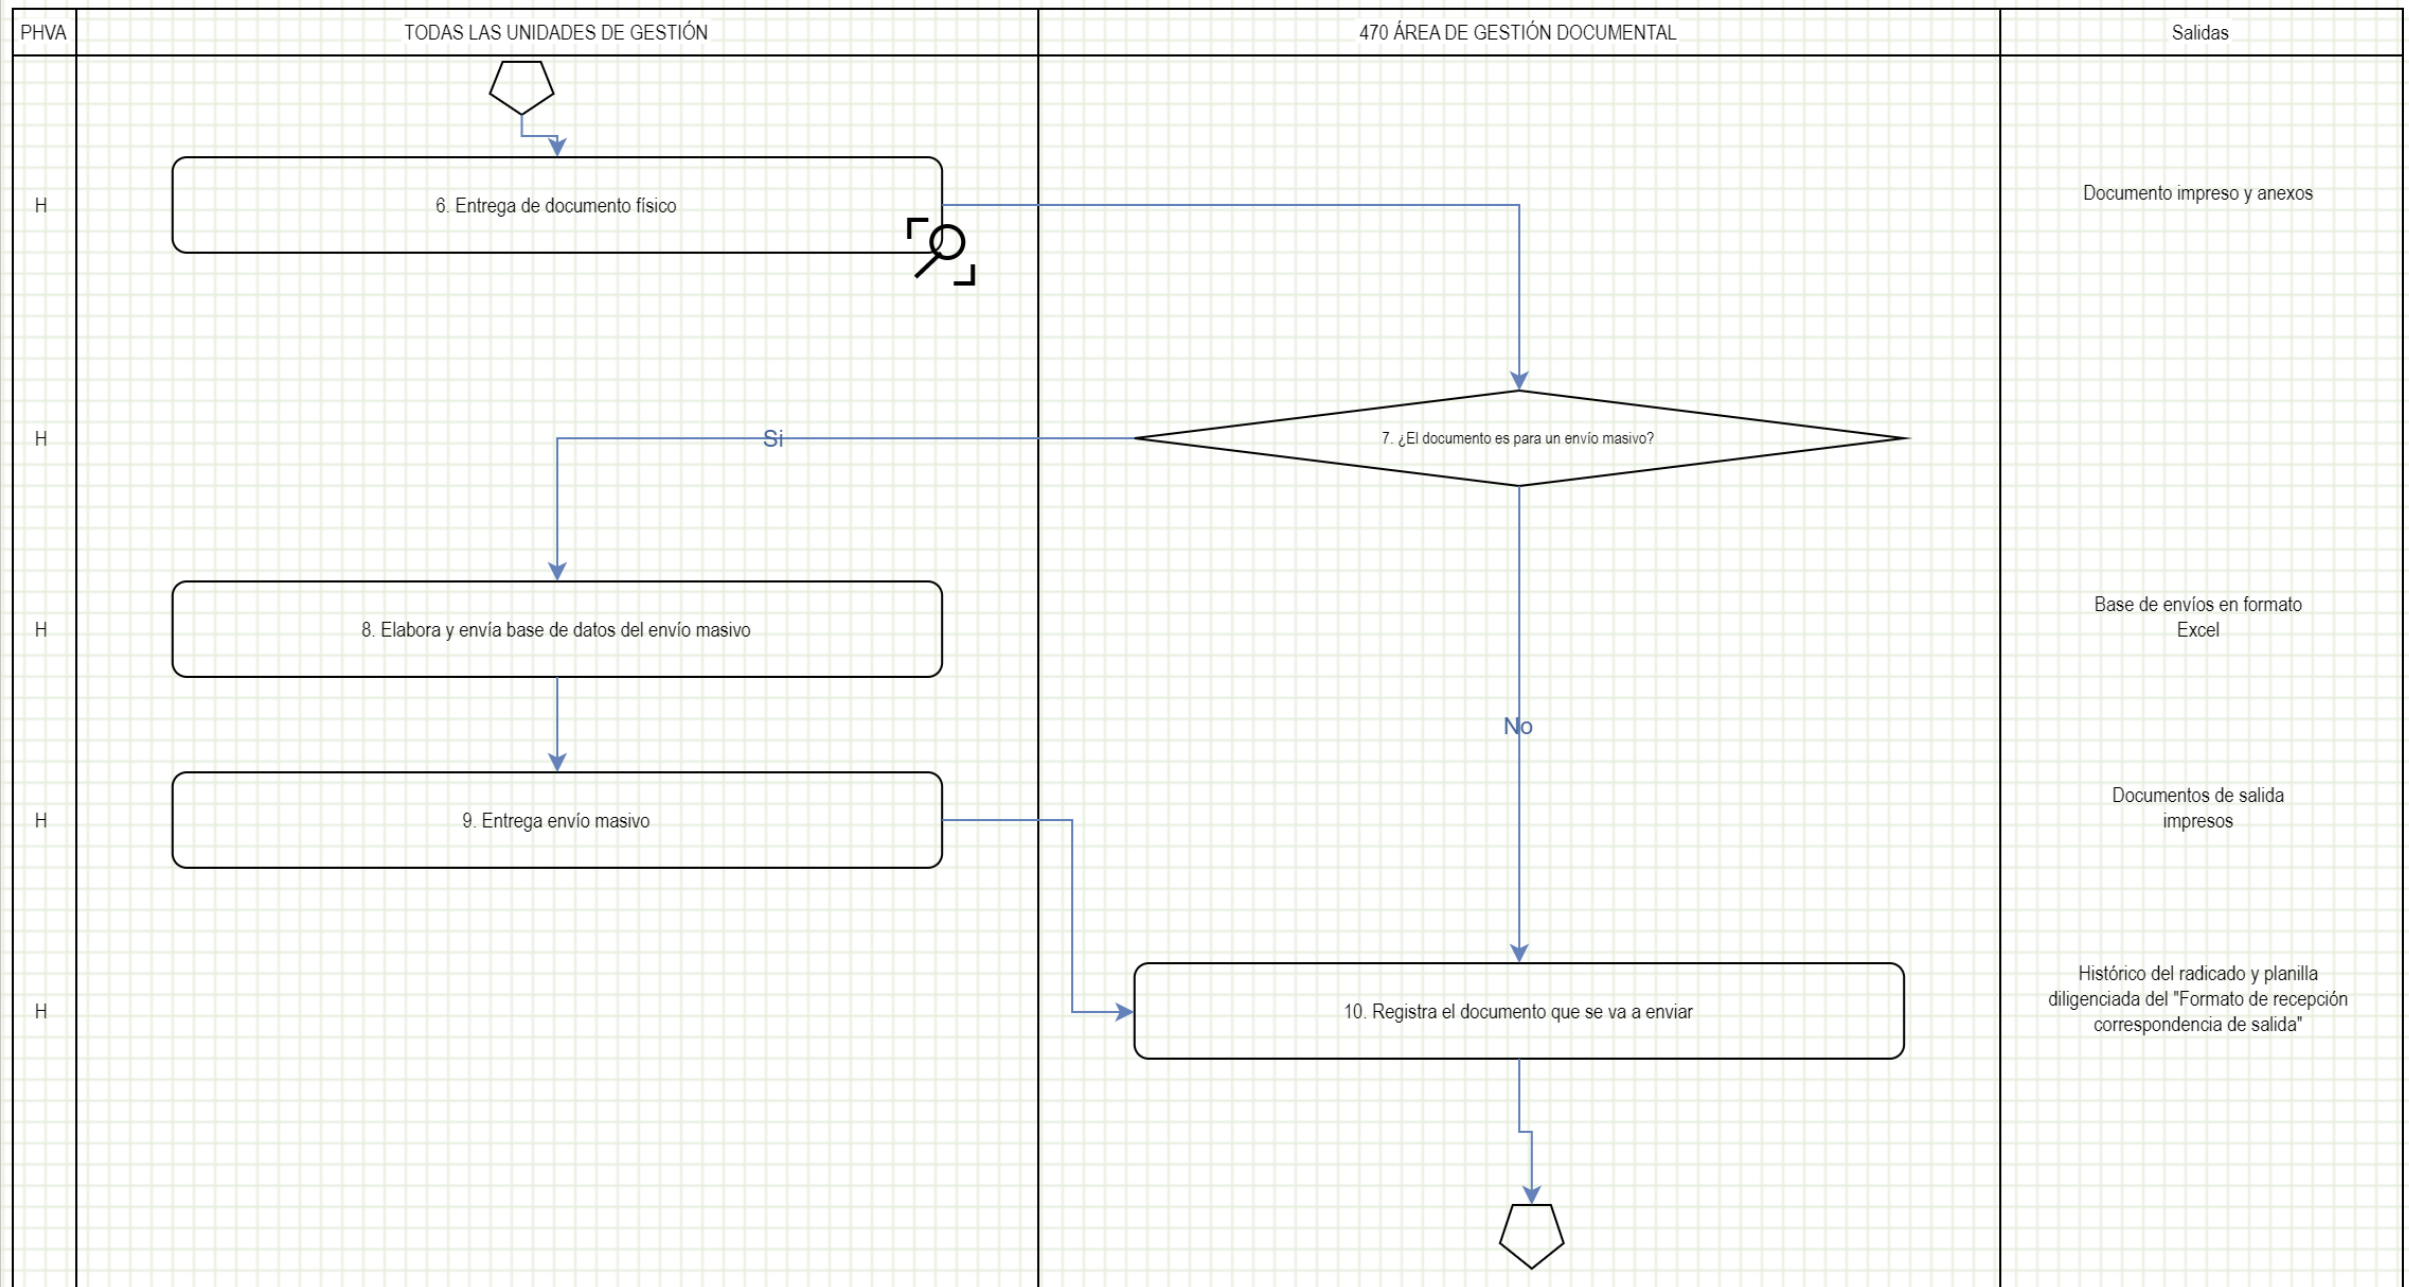 PHVA
TODAS LAS UNIDADES DE GESTIÓN
470 ÁREA DE GESTIÓN DOCUMENTAL
Salidas
H
6. Entrega de documento físico
Documento impreso y anexos
H
Si
7. ¿El documento es para un envío masivo?
H
8. Elabora y envía base de datos del envío masivo
Base de envíos en formato
Excel
No
H
9. Entrega envío masivo
Documentos de salida
impresos
H
10. Registra el documento que se va a enviar
Histórico del radicado y planilla
diligenciada del "Formato de recepción
correspondencia de salida"